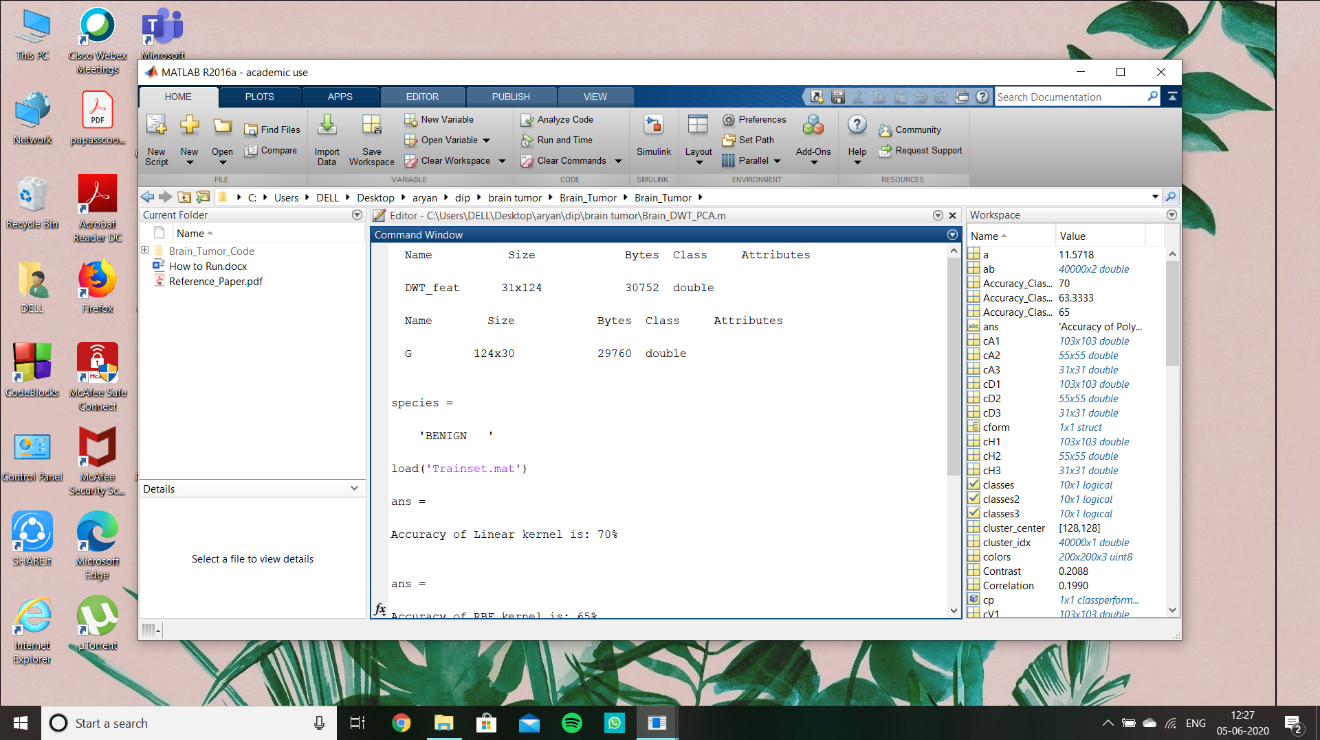 This PC
Cisco Webex Meetings
Microsoft
T
Network
PDF
papasscoo...
Recycle Bin
Acrobat Reader DC
DELL
Firefox
CodeBlocks
McAfee Safe Connect
Control Panel
McAfee Security Sc...
SHAREit
Microsoft Edge
Internet Explorer
µTorrent
MATLAB R2016a - academic use
HOME PLOTS APPS EDITOR PUBLISH VIEW
Search Documentation
New Script
New
Open
Find Files
Compare
FILE
Import Data
Save Workspace
New Variable
Open Variable
Clear Workspace
VARIABLE
Analyze Code
Run and Time
Clear Commands
CODE
Simulink
SIMULINK
Layout
Preferences
Set Path
Parallel
Add-Ons
ENVIRONMENT
Help
Community
Request Support
RESOURCES
C: Users DELL Desktop aryan dip brain tumor Brain_Tumor Brain_Tumor
Current Folder
Name
Brain_Tumor_Code
How to Run.docx
Reference_Paper.pdf
Details
Select a file to view details
Editor - C:\Users\DELL\Desktop\aryan\dip\brain tumor\Brain_DWT_PCA.m
Command Window
Name Size Bytes Class Attributes
DWT_feat 31x124 30752 double
Name Size Bytes Class Attributes
G 124x30 29760 double
species =
'BENIGN   '
load('Trainset.mat')
ans =
Accuracy of Linear kernel is: 70%
ans =
Accuracy of RBF kernel is: 65%
fx
Workspace
Name Value
a 11.5718
ab 40000x2 double
Accuracy_Clas... 70
Accuracy_Clas... 63.3333
Accuracy_Clas... 65
ans 'Accuracy of Poly...
cA1 103x103 double
cA2 55x55 double
cA3 31x31 double
cD1 103x103 double
cD2 55x55 double
cD3 31x31 double
cform 1x1 struct
cH1 103x103 double
cH2 55x55 double
cH3 31x31 double
classes 10x1 logical
classes2 10x1 logical
classes3 10x1 logical
cluster_center [128,128]
cluster_idx 40000x1 double
colors 200x200x3 uint8
Contrast 0.2088
Correlation 0.1990
cp 1x1 classperform...
cV1 103x103 double
Start a search
ENG
12:27
05-06-2020
2